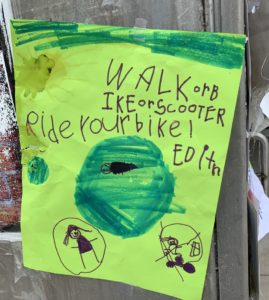 WALK orB
IKE or SCOOTER
Ride Your bike!
EDith